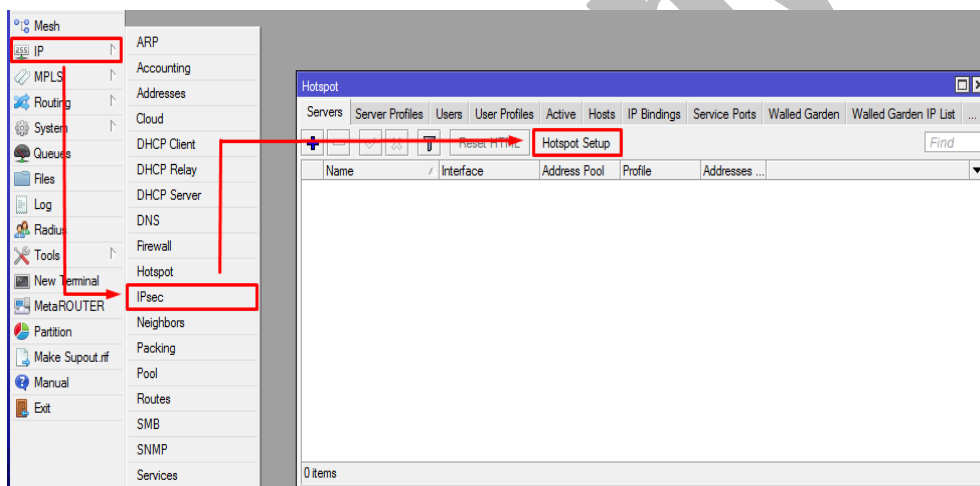 Mesh
IP
MPLS
Routing
System
Queues
Files
Log
Radius
Tools
New Terminal
MetaROUTER
Partition
Make Supout.rif
Manual
Exit
ARP
Accounting
Addresses
Cloud
DHCP Client
DHCP Relay
DHCP Server
DNS
Firewall
Hotspot
IPsec
Neighbors
Packing
Pool
Routes
SMB
SNMP
Services
Hotspot
Servers Server Profiles Users User Profiles Active Hosts IP Bindings Service Ports Walled Garden Walled Garden IP List ...
Reset HTML Hotspot Setup Find
Name Interface Address Pool Profile Addresses ...
0 items